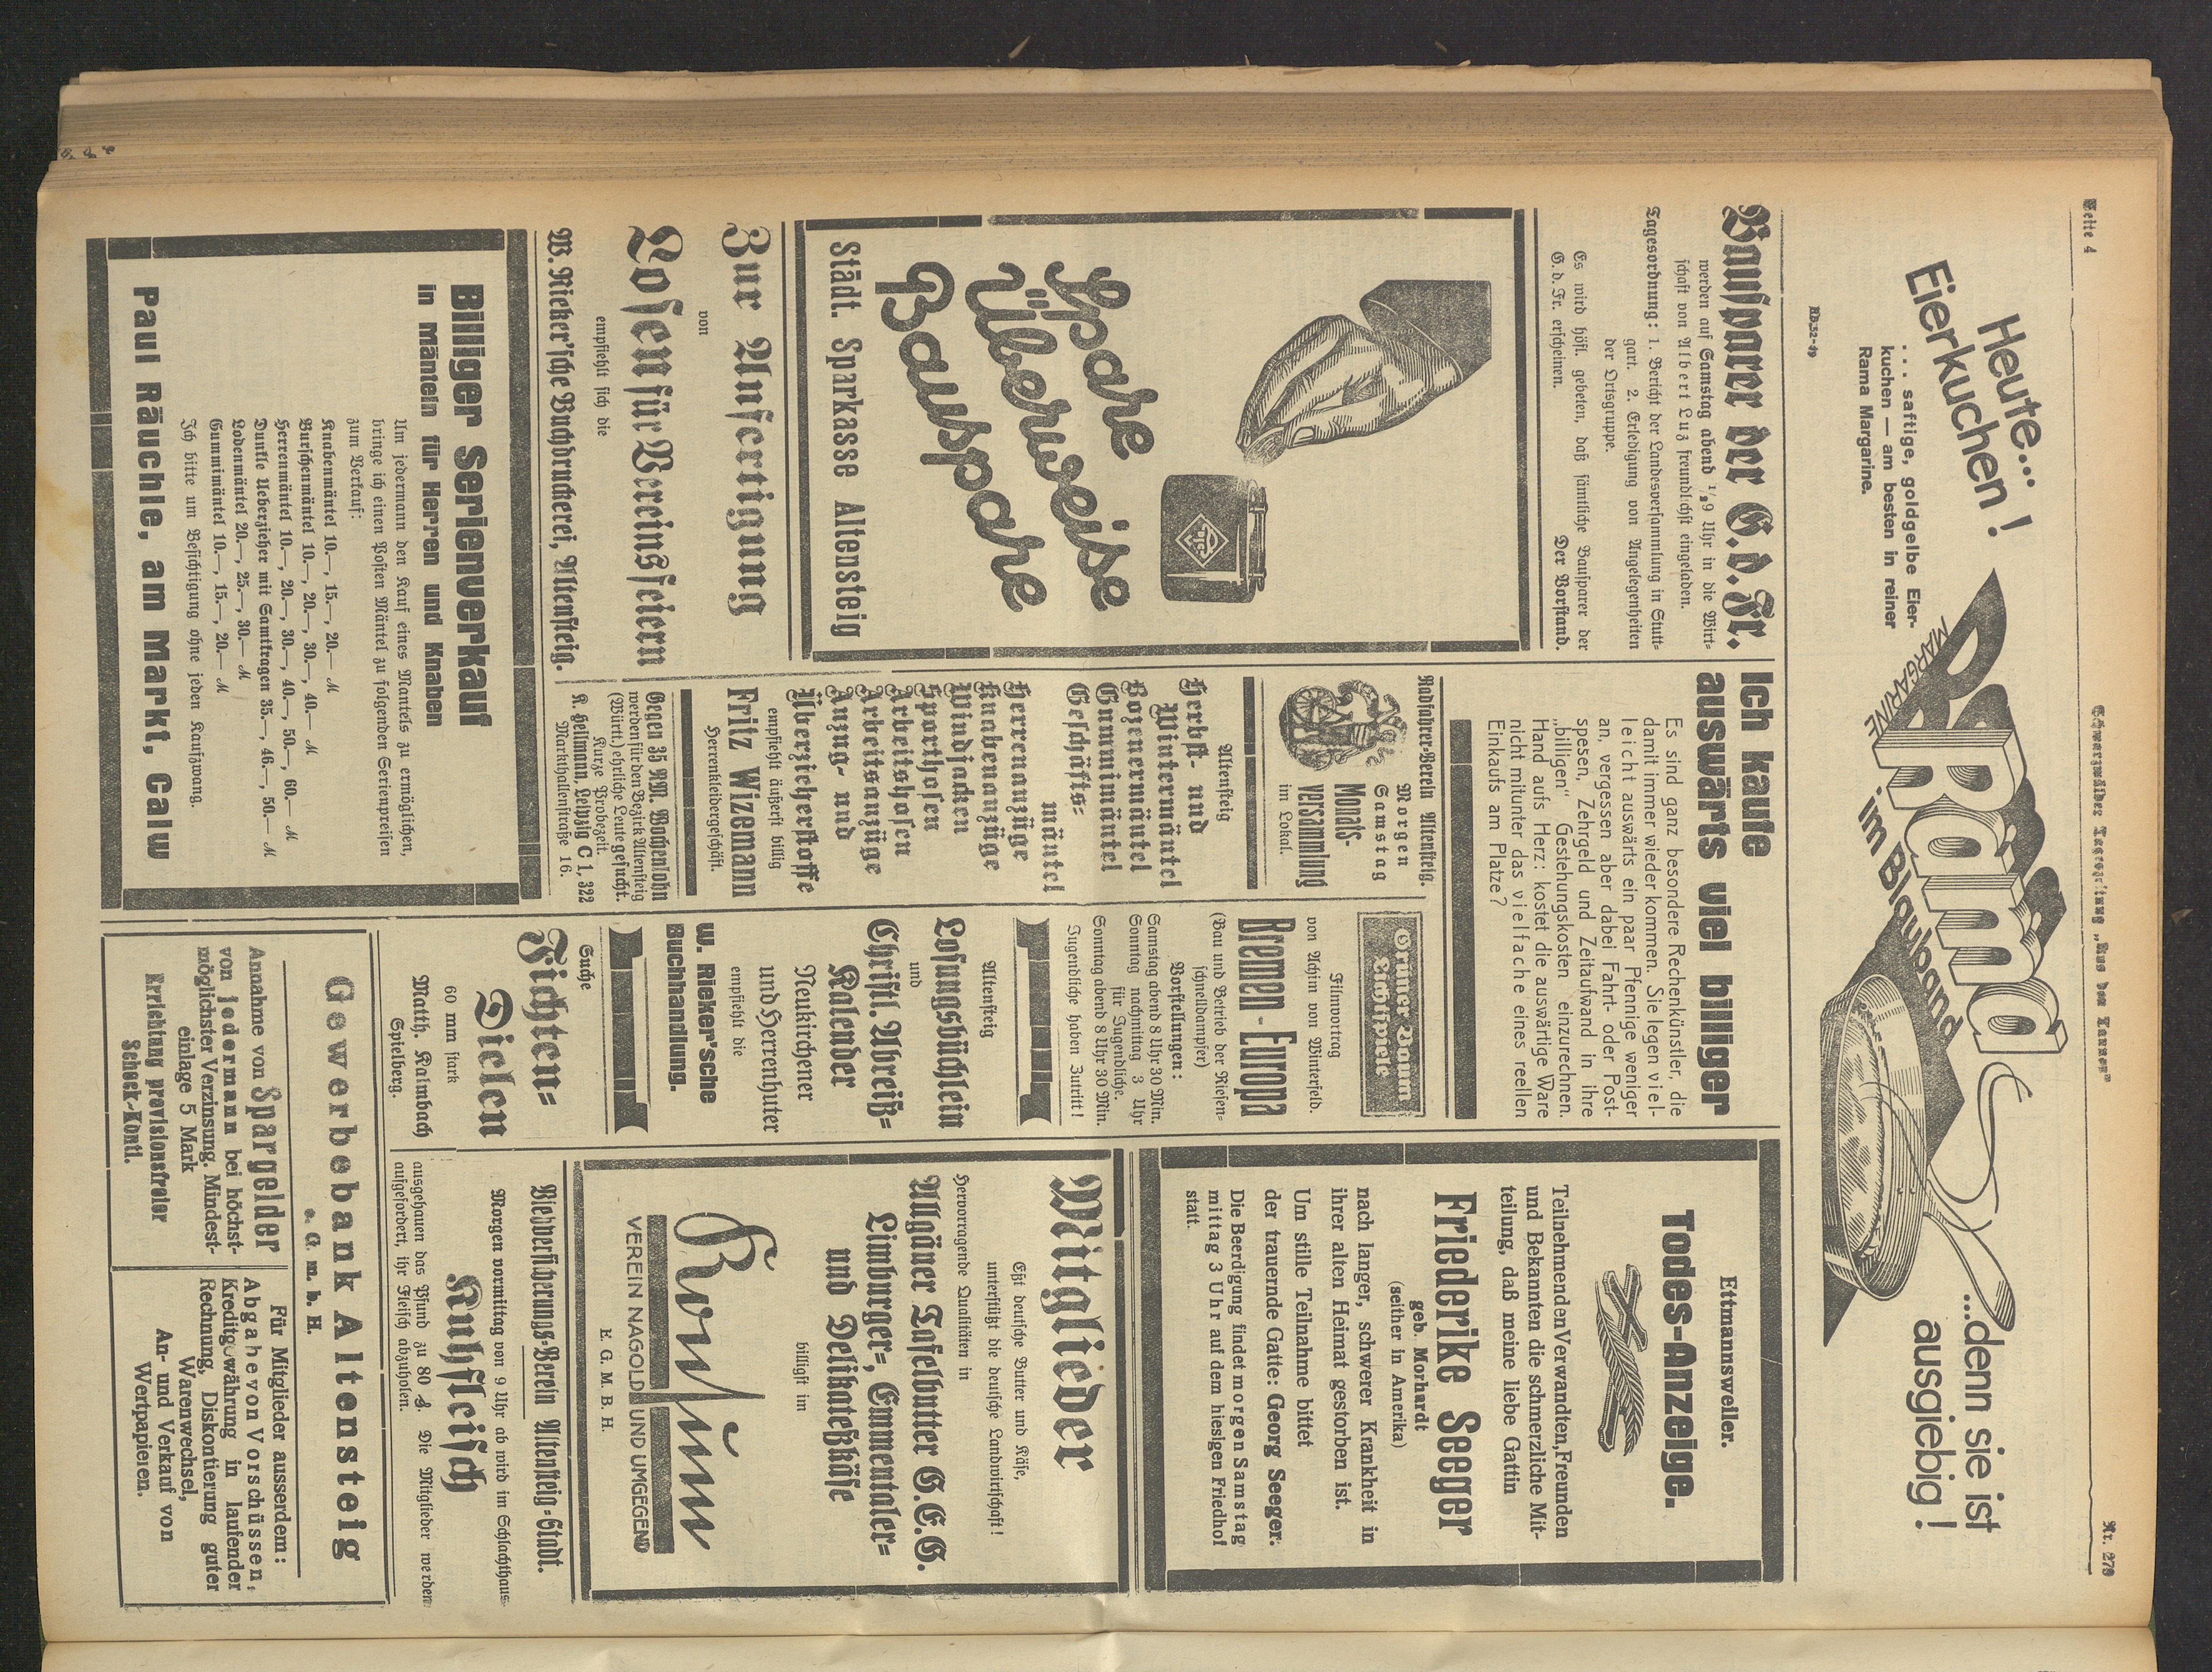 Seite 4
Schwarzwälder Tageszeitung „Aus den Tannen“
Nr. 279
Heute...
Eierkuchen!
... saftige, goldgelbe Eier-
kuchen — am besten in reiner
Rama Margarine.
MARGARINE
Rama
im Blauband
...denn sie ist
ausgiebig!
Bausparer der G.d.Fr.
werden auf Samstag abend 1/29 Uhr in die Wirt-
schaft von Albert Luz freundlichst eingeladen.
Tagesordnung: 1. Bericht der Landesversammlung in Stutt-
gart. 2. Erledigung von Angelegenheiten
der Ortsgruppe.
Es wird höfl. gebeten, daß sämtliche Bausparer der
G.d.Fr. erscheinen.
Der Vorstand.
Spare
Überweise
Bauspare
Städt. Sparkasse Altensteig
Zur Anfertigung
von
Losen für Vereinsfeiern
empfiehlt sich die
W. Rieker'sche Buchdruckerei, Altensteig.
Ich kaufe
auswärts viel billiger
Es sind ganz besondere Rechenkünstler, die
damit immer wieder kommen. Sie legen viel-
leicht auswärts ein paar Pfennige weniger
an, vergessen aber dabei Fahrt- oder Post-
spesen, Zehrgeld und Zeitaufwand in ihre
„billigen“ Gestehungskosten einzurechnen.
Hand aufs Herz: kostet die auswärtige Ware
nicht mitunter das vielfache eines reellen
Einkaufs am Platze?
Radfahrer-Verein Altensteig.
Morgen
Samstag
Monats-
versammlung
im Lokal.
Altensteig
Herbst- und
Wintermäntel
Bozenermäntel
Gummimäntel
Geschäfts-
mäntel
Herrenanzüge
Knabenanzüge
Windjacken
Sporthosen
Arbeitshosen
Arbeitsanzüge
Anzug- und
Überzieherstoffe
empfiehlt äußerst billig
Fritz Wizemann
Herrenkleidergeschäft.
Gegen 35 RM. Wochenlohn
werden für den Bezirk Altensteig
(Württ.) ehrliche Leute gesucht.
Kurze Probezeit.
K. Hellmann, Leipzig C 1, 322
Markthallenstraße 16.
Grüner Baum
Lichtspiele
Filmvortrag
von Achim von Winterfeld.
Bremen - Europa
(Bau und Betrieb der Riesen-
schnelldampfer)
Vorstellungen:
Samstag abend 8 Uhr 30 Min.
Sonntag nachmittag 3 Uhr
für Jugendliche.
Sonntag abend 8 Uhr 30 Min.
Jugendliche haben Zutritt!
Altensteig
Losungsbüchlein
und
Christl. Abreiß-
Kalender
Neukirchener
und Herrenhuter
empfiehlt die
W. Rieker'sche
Buchhandlung.
Suche
Fichten-
Dielen
60 mm stark
Matth. Kalmbach
Spielberg.
Billiger Serienverkauf
in Mänteln für Herren und Knaben
Um jedermann den Kauf eines Mantels zu ermöglichen,
bringe ich einen Posten Mäntel zu folgenden Serienpreisen
zum Verkauf:
Knabenmäntel 10.—, 15.—, 20.— M
Burschenmäntel 10.—, 20.—, 30.—, 40.— M
Herrenmäntel 10.—, 20.—, 30.—, 40.—, 50.—, 60.— M
Dunkle Ueberzieher mit Samtkragen 35.—, 46.—, 50.— M
Lodenmäntel 20.—, 25.—, 30.— M
Gummimäntel 10.—, 15.—, 20.— M
Ich bitte um Besichtigung ohne jeden Kaufzwang.
Paul Räuchle, am Markt, Calw
Ettmannsweiler.
Todes-Anzeige.
Teilnehmenden Verwandten, Freunden
und Bekannten die schmerzliche Mit-
teilung, daß meine liebe Gattin
Friederike Seeger
geb. Morhardt
(seither in Amerika)
nach langer, schwerer Krankheit in
ihrer alten Heimat gestorben ist.
Um stille Teilnahme bittet
der trauernde Gatte: Georg Seeger.
Die Beerdigung findet morgen Samstag
mittag 3 Uhr auf dem hiesigen Friedhof
statt.
Mitglieder
Eßt deutsche Butter und Käse,
unterstützt die deutsche Landwirtschaft!
Hervorragende Qualitäten in
Allgäuer Tafelbutter G.E.G.
Limburger-, Emmentaler-
und Delikateßkäse
billigst im
Konsum
VEREIN NAGOLD UND UMGEGEND
E. G. M. B. H.
Viehversicherungs-Verein Altensteig-Stadt.
Morgen vormittag von 9 Uhr ab wird im Schlachthaus
Kuhfleisch
ausgehauen das Pfund zu 80 ₰. Die Mitglieder werden
aufgefordert, ihr Fleisch abzuholen.
Gewerbebank Altensteig
e. G. m. b. H.
Annahme von Spargelder
von jedermann bei höchst-
möglichster Verzinsung. Mindest-
einlage 5 Mark
Errichtung provisionsfreier
Scheck-Konti.
Für Mitglieder aussendem:
Abgabe von Vorschüssen,
Kreditgewährung in laufender
Rechnung, Diskontierung guter
Warenwechsel,
An- und Verkauf von
Wertpapieren.